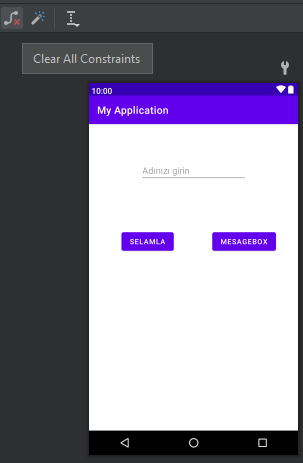 Clear All Constraints
10:00
My Application
Adınızı girin
SELAMLA
MESAGEBOX